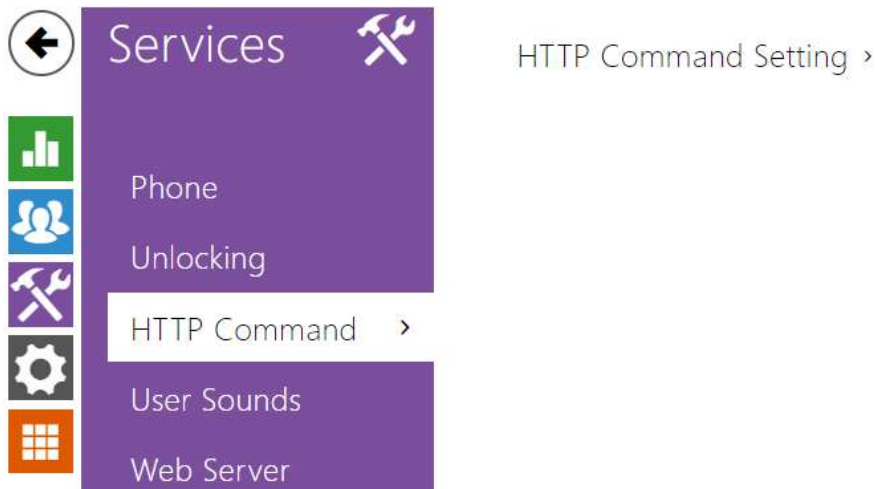 Services
HTTP Command Setting ›
Phone
Unlocking
HTTP Command ›
User Sounds
Web Server